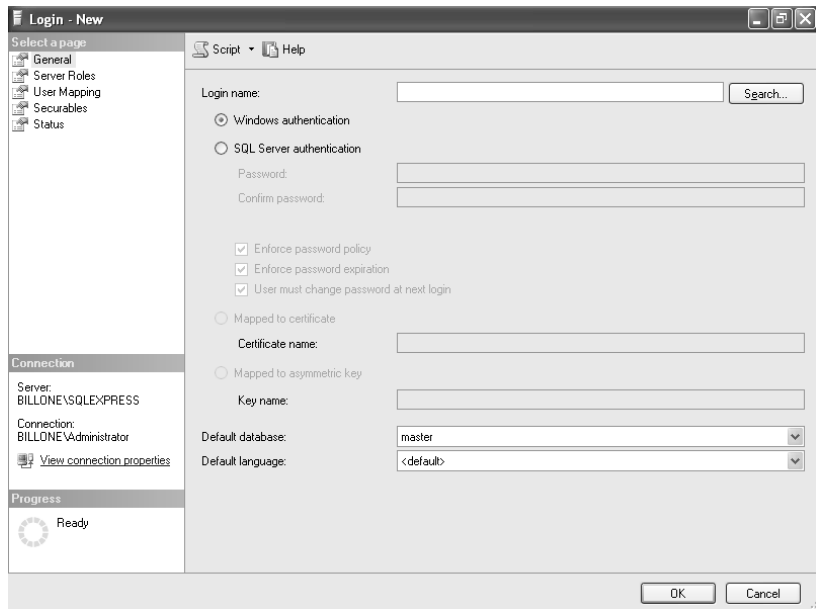 Login - New
Select a page
General
Server Roles
User Mapping
Securables
Status
Script
Help
Login name:
Search...
Windows authentication
SQL Server authentication
Password:
Confirm password:
Enforce password policy
Enforce password expiration
User must change password at next login
Mapped to certificate
Certificate name:
Mapped to asymmetric key
Key name:
Default database: master
Default language: <default>
Connection
Server:
BILLONE\SQLEXPRESS
Connection:
BILLONE\Administrator
View connection properties
Progress
Ready
OK
Cancel